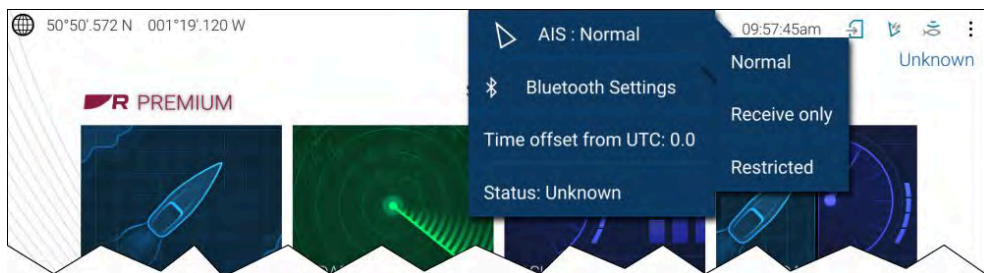 50°50'.572 N 001°19'.120 W
AIS : Normal
09:57:45am
Unknown
Normal
PREMIUM
Bluetooth Settings
Receive only
Time offset from UTC: 0.0
Restricted
Status: Unknown